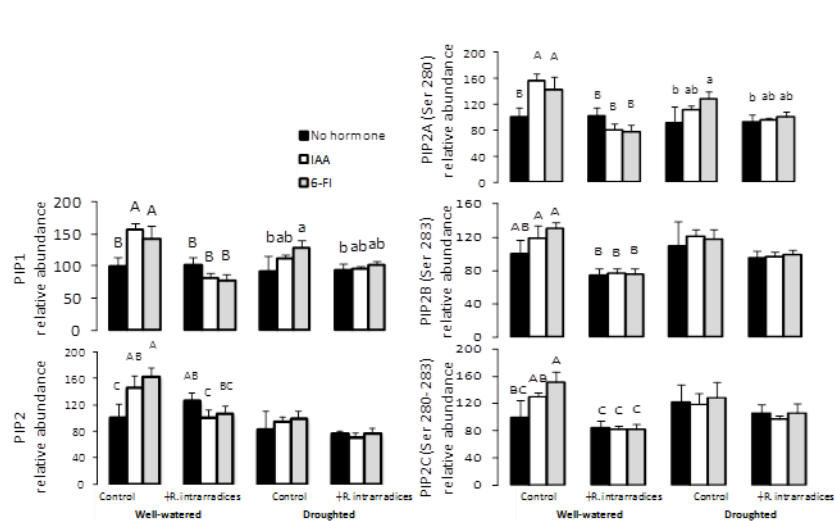 No hormone
IAA
6-FI
PIP1
relative abundance
200
150
100
50
0
B A A
B B B
b ab a
b ab ab
PIP2
relative abundance
200
160
120
80
40
0
C AB A
AB C BC
Control +R. intrarradices Control +R. intrarradices
Well-watered Droughted
PIP2A (Ser 280)
relative abundance
200
160
120
80
40
0
B A A
B B B
b ab a
b ab ab
PIP2B (Ser 283)
relative abundance
160
120
80
40
0
AB A A
B B B
PIP2C (Ser 280-283)
relative abundance
200
160
120
80
40
0
BC AB A
C C C
Control +R. intrarradices Control +R. intrarradices
Well-watered Droughted